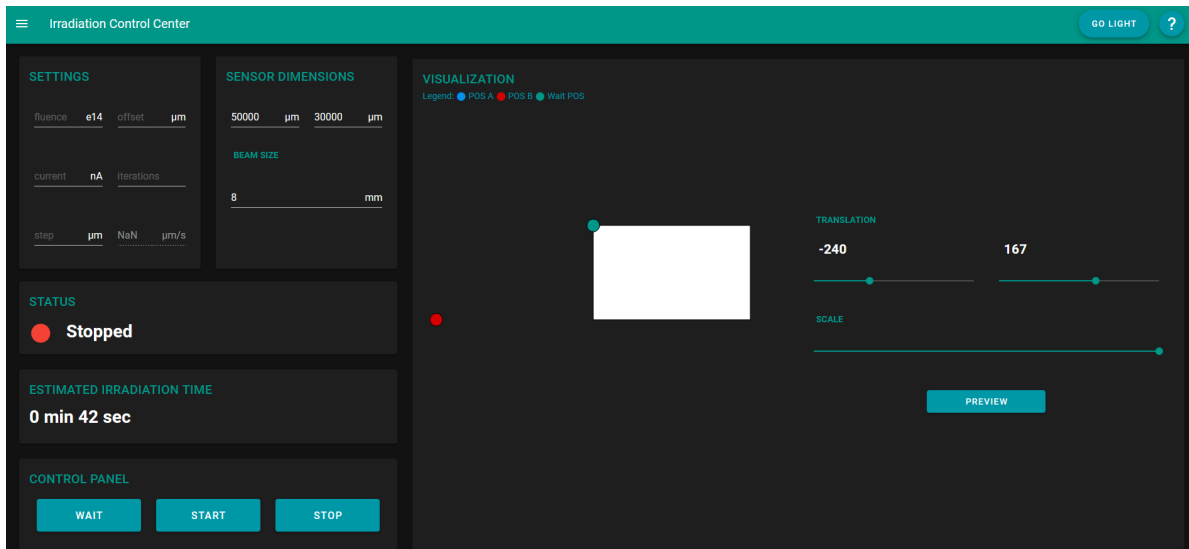 Irradiation Control Center
GO LIGHT ?
SETTINGS
fluence e14 offset μm
current nA iterations
step μm NaN μm/s
SENSOR DIMENSIONS
50000 μm 30000 μm
BEAM SIZE
8 mm
STATUS
Stopped
ESTIMATED IRRADIATION TIME
0 min 42 sec
CONTROL PANEL
WAIT START STOP
VISUALIZATION
Legend: POS A POS B Wait POS
TRANSLATION
-240 167
SCALE
PREVIEW